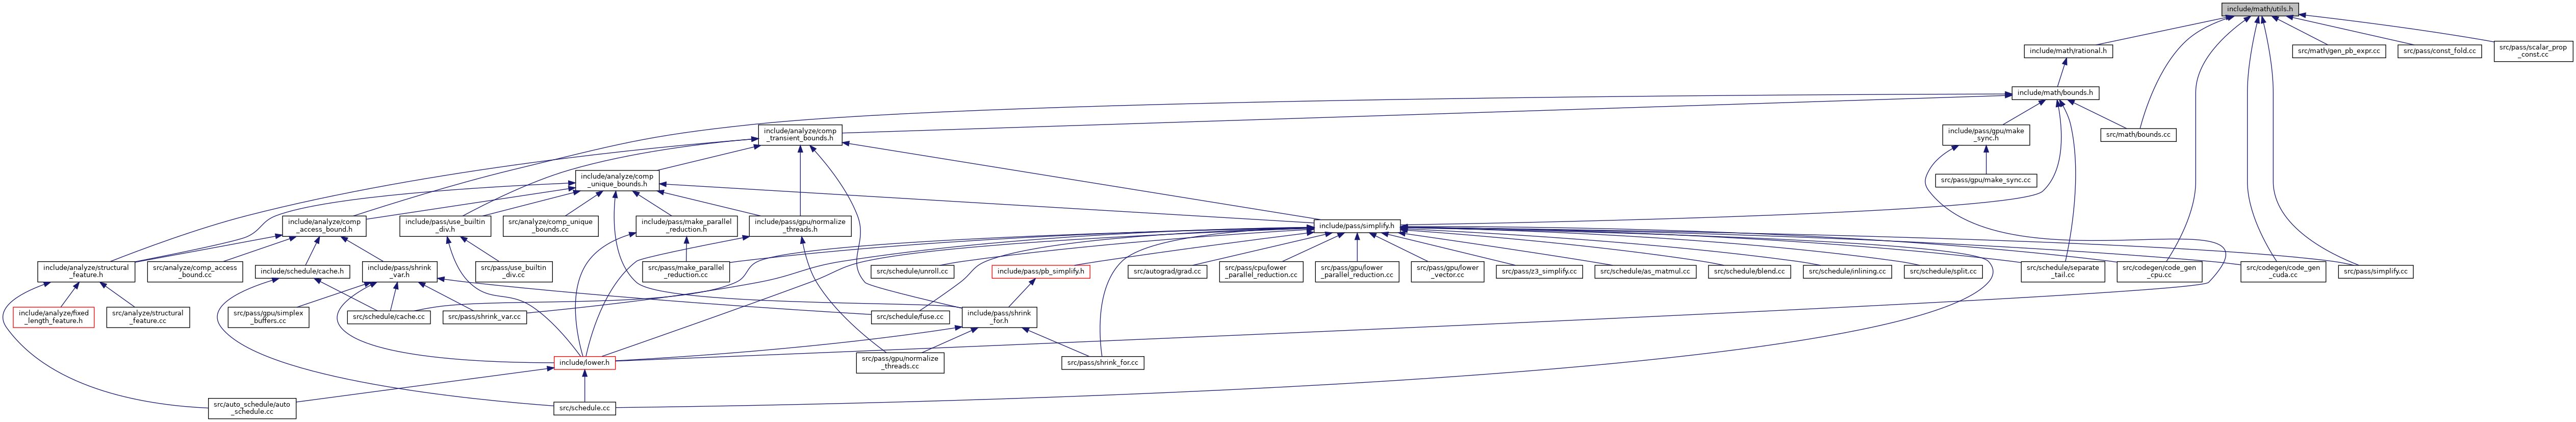 include/math/utils.h
include/math/rational.h
src/math/gen_pb_expr.cc
src/pass/const_fold.cc
src/pass/scalar_prop
_const.cc
include/math/bounds.h
include/analyze/comp
_transient_bounds.h
include/pass/gpu/make
_sync.h
src/math/bounds.cc
include/analyze/comp
_unique_bounds.h
src/pass/gpu/make_sync.cc
include/analyze/comp
_access_bound.h
include/pass/use_builtin
_div.h
src/analyze/comp_unique
_bounds.cc
include/pass/make_parallel
_reduction.h
include/pass/gpu/normalize
_threads.h
include/pass/simplify.h
include/analyze/structural
_feature.h
src/analyze/comp_access
_bound.cc
include/schedule/cache.h
include/pass/shrink
_var.h
src/pass/use_builtin
_div.cc
src/pass/make_parallel
_reduction.cc
src/schedule/unroll.cc
include/pass/pb_simplify.h
src/autograd/grad.cc
src/pass/cpu/lower
_parallel_reduction.cc
src/pass/gpu/lower
_parallel_reduction.cc
src/pass/gpu/lower
_vector.cc
src/pass/z3_simplify.cc
src/schedule/as_matmul.cc
src/schedule/blend.cc
src/schedule/inlining.cc
src/schedule/split.cc
src/schedule/separate
_tail.cc
src/codegen/code_gen
_cpu.cc
src/codegen/code_gen
_cuda.cc
src/pass/simplify.cc
include/analyze/fixed
_length_feature.h
src/analyze/structural
_feature.cc
src/pass/gpu/simplex
_buffers.cc
src/schedule/cache.cc
src/pass/shrink_var.cc
src/schedule/fuse.cc
include/pass/shrink
_for.h
include/lower.h
src/pass/gpu/normalize
_threads.cc
src/pass/shrink_for.cc
src/auto_schedule/auto
_schedule.cc
src/schedule.cc